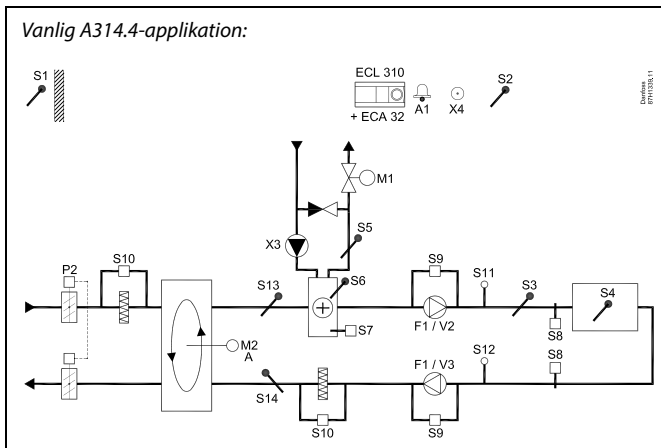 Vanlig A314.4-applikation:
S1
ECL 310
+ ECA 32
A1
X4
S2
Danfoss
87H1339.11
M1
X3
S5
P2
S10
S13
S6
S7
S9
F1 / V2
S11
S3
S4
S8
M2
A
S14
S10
F1 / V3
S9
S12
S8